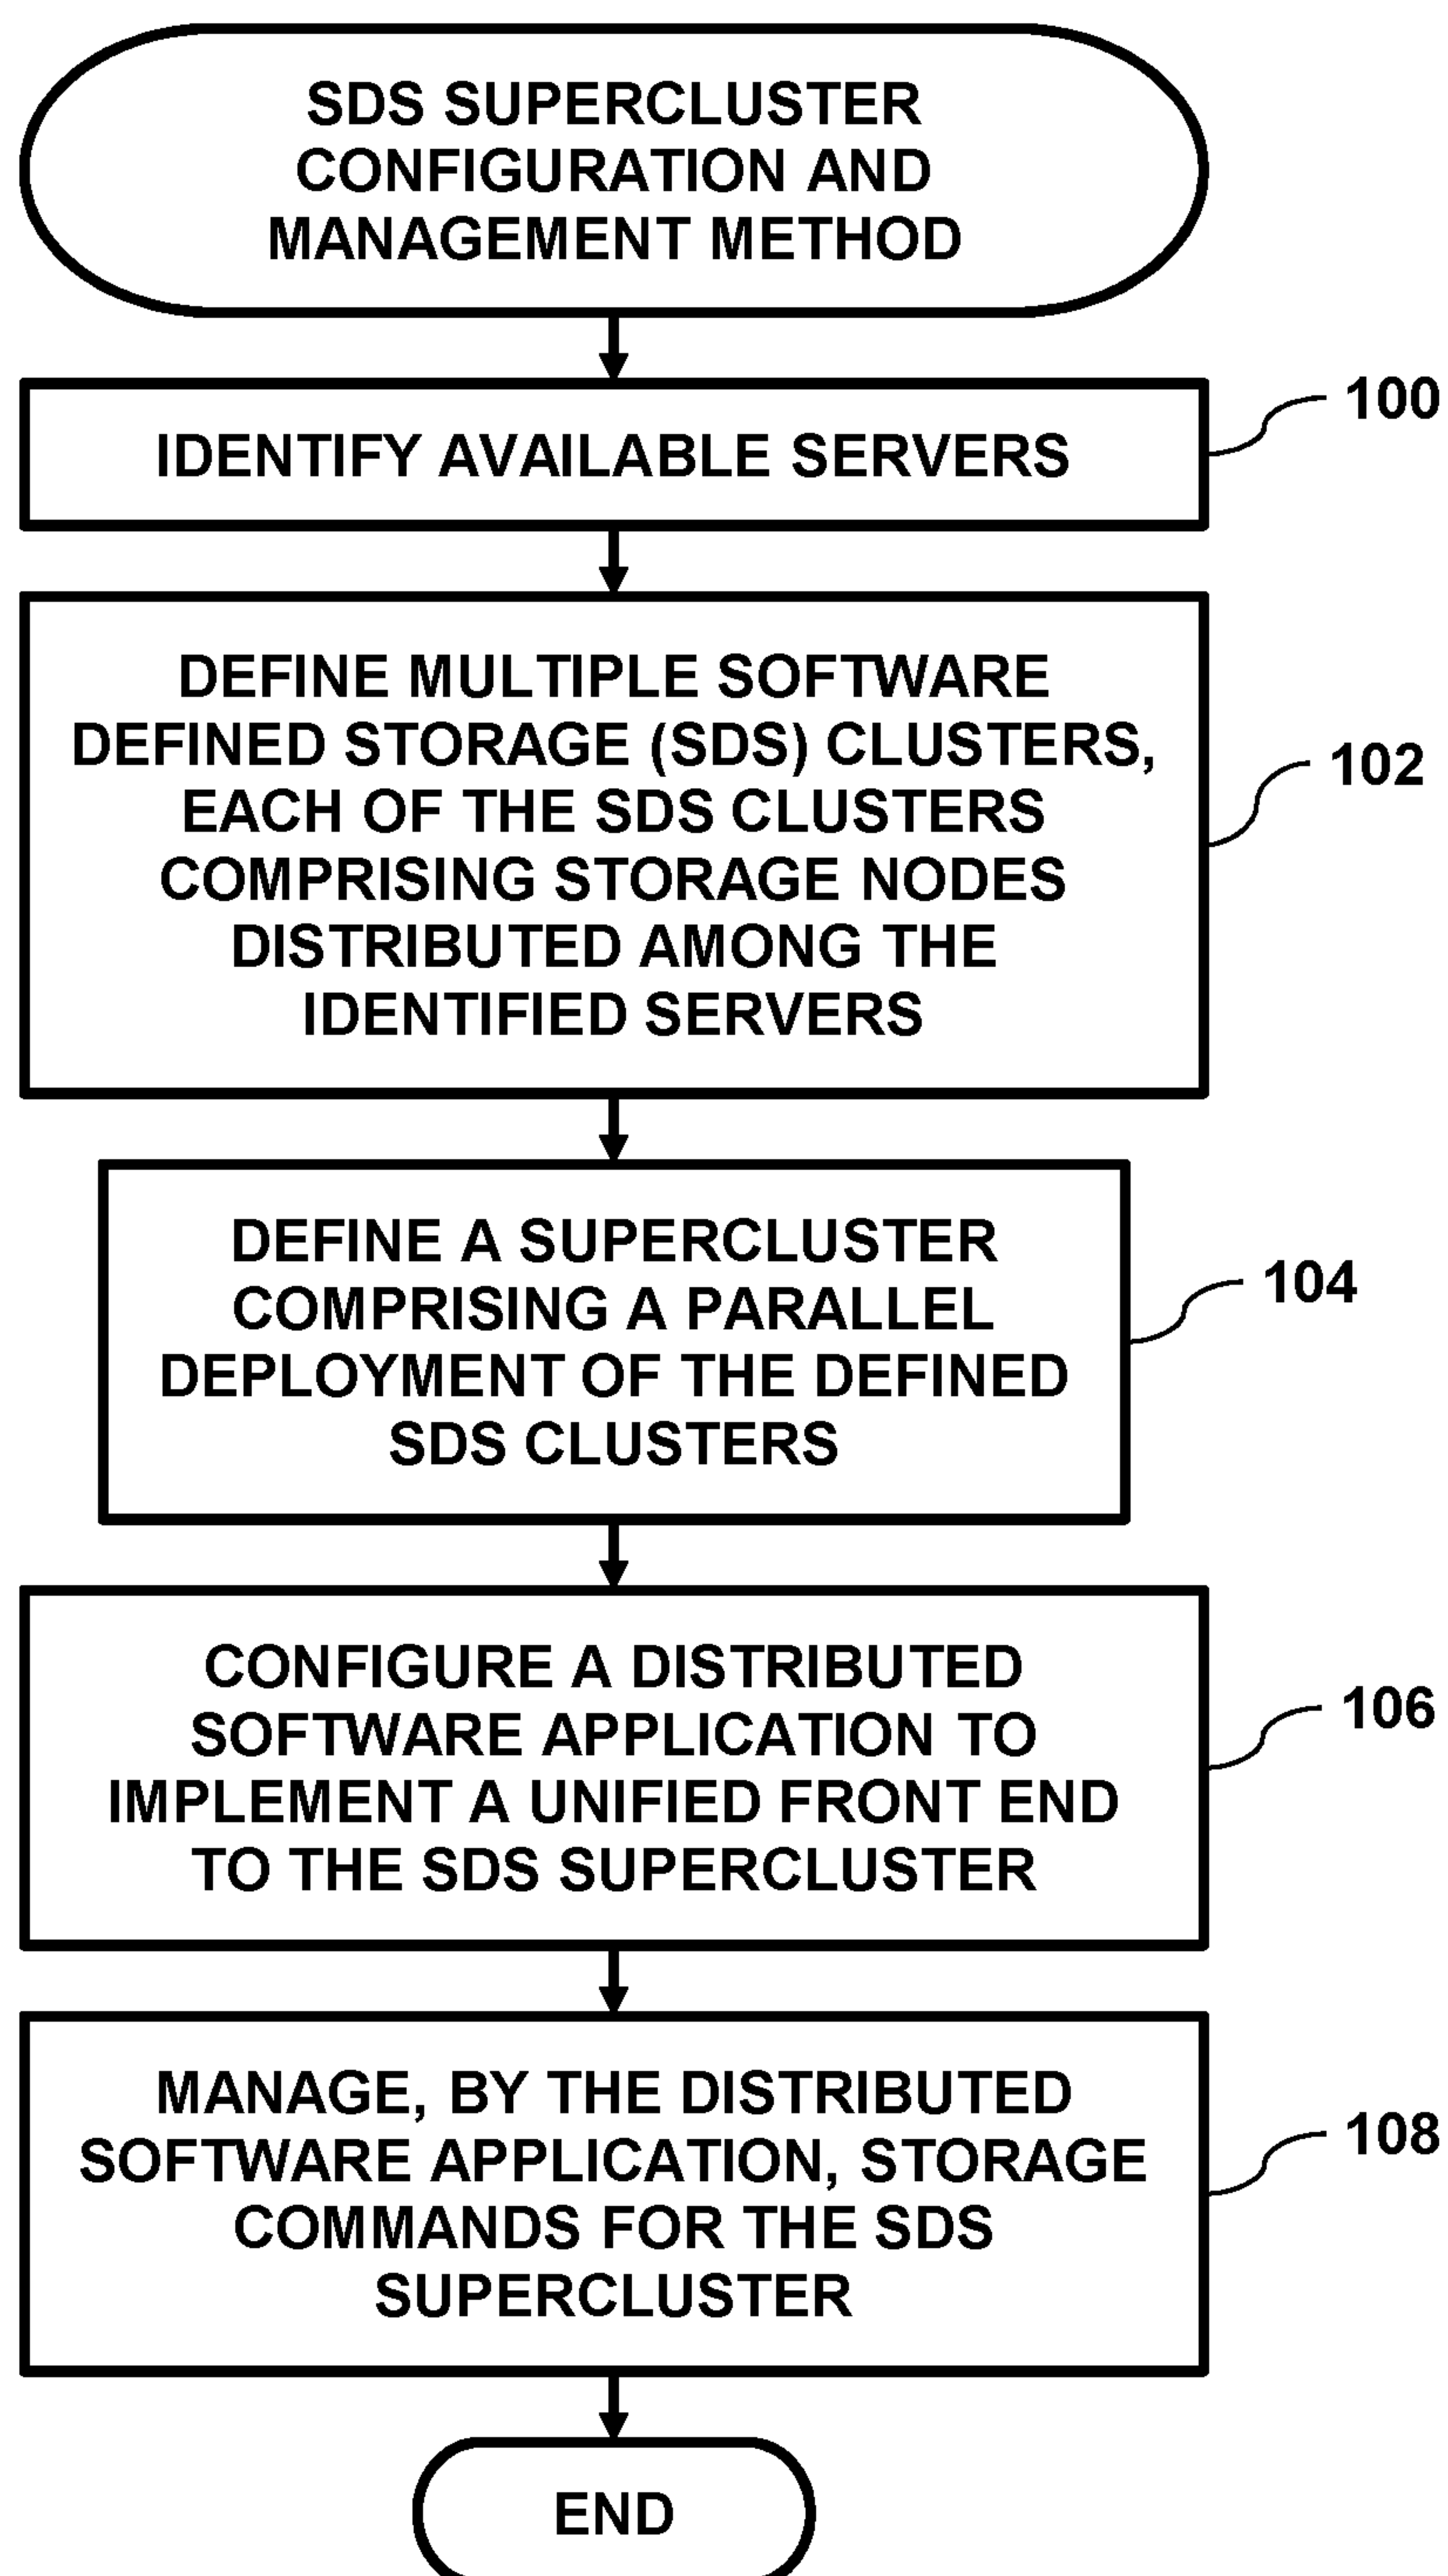 SDS SUPERCLUSTER
CONFIGURATION AND
MANAGEMENT METHOD
IDENTIFY AVAILABLE SERVERS
100
DEFINE MULTIPLE SOFTWARE
DEFINED STORAGE (SDS) CLUSTERS,
EACH OF THE SDS CLUSTERS
COMPRISING STORAGE NODES
DISTRIBUTED AMONG THE
IDENTIFIED SERVERS
102
DEFINE A SUPERCLUSTER
COMPRISING A PARALLEL
DEPLOYMENT OF THE DEFINED
SDS CLUSTERS
104
CONFIGURE A DISTRIBUTED
SOFTWARE APPLICATION TO
IMPLEMENT A UNIFIED FRONT END
TO THE SDS SUPERCLUSTER
106
MANAGE, BY THE DISTRIBUTED
SOFTWARE APPLICATION, STORAGE
COMMANDS FOR THE SDS
SUPERCLUSTER
108
END